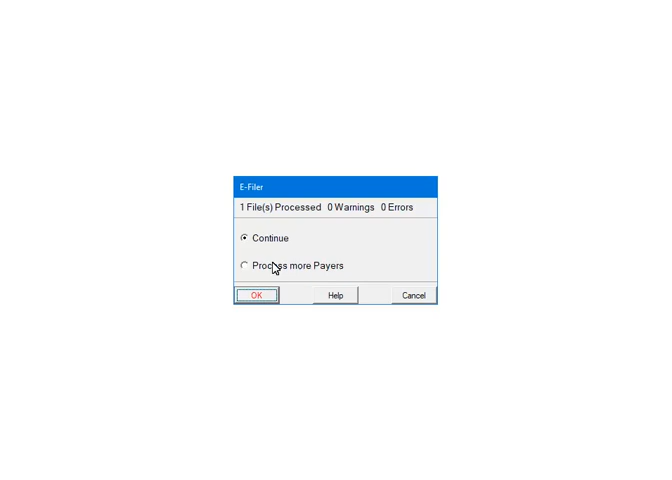 E-Filer
1 File(s) Processed 0 Warnings 0 Errors
Continue
Process more Payers
OK Help Cancel